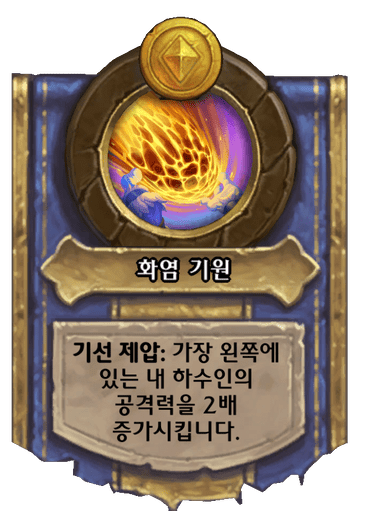 화염 기원
기선 제압: 가장 왼쪽에
있는 내 하수인의
공격력을 2배
증가시킵니다.